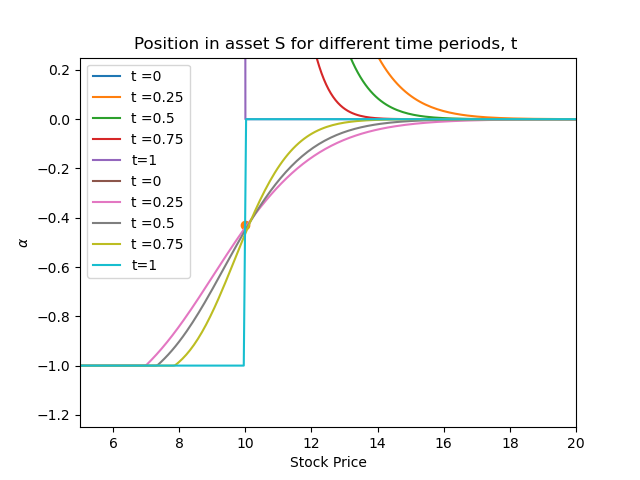 Position in asset S for different time periods, t
t =0
t =0.25
t =0.5
t =0.75
t=1
t =0
t =0.25
t =0.5
t =0.75
t=1
0.2
0.0
−0.2
−0.4
−0.6
−0.8
−1.0
−1.2
α
6 8 10 12 14 16 18 20
Stock Price